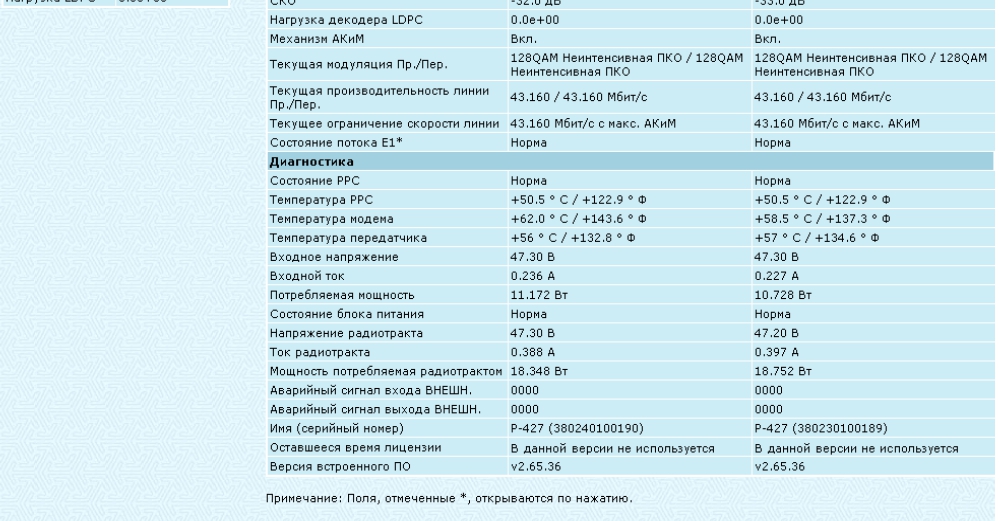 СКО -32.0 дБ -33.0 дБ
Нагрузка декодера LDPC 0.0e+00 0.0e+00
Механизм АКиМ Вкл. Вкл.
Текущая модуляция Пр./Пер. 128QAM Неинтенсивная ПКО / 128QAM Неинтенсивная ПКО 128QAM Неинтенсивная ПКО / 128QAM Неинтенсивная ПКО
Текущая производительность линии Пр./Пер. 43.160 / 43.160 Мбит/с 43.160 / 43.160 Мбит/с
Текущее ограничение скорости линии 43.160 Мбит/с с макс. АКиМ 43.160 Мбит/с с макс. АКиМ
Состояние потока E1* Норма Норма
Диагностика
Состояние РРС Норма Норма
Температура РРС +50.5 ° C / +122.9 ° Ф +50.5 ° C / +122.9 ° Ф
Температура модема +62.0 ° C / +143.6 ° Ф +58.5 ° C / +137.3 ° Ф
Температура передатчика +56 ° C / +132.8 ° Ф +57 ° C / +134.6 ° Ф
Входное напряжение 47.30 В 47.30 В
Входной ток 0.236 А 0.227 А
Потребляемая мощность 11.172 Вт 10.728 Вт
Состояние блока питания Норма Норма
Напряжение радиотракта 47.30 В 47.20 В
Ток радиотракта 0.388 А 0.397 А
Мощность потребляемая радиотрактом 18.348 Вт 18.752 Вт
Аварийный сигнал входа ВНЕШН. 0000 0000
Аварийный сигнал выхода ВНЕШН. 0000 0000
Имя (серийный номер) Р-427 (380240100190) Р-427 (380230100189)
Оставшееся время лицензии В данной версии не используется В данной версии не используется
Версия встроенного ПО v2.65.36 v2.65.36
Примечание: Поля, отмеченные *, открываются по нажатию.